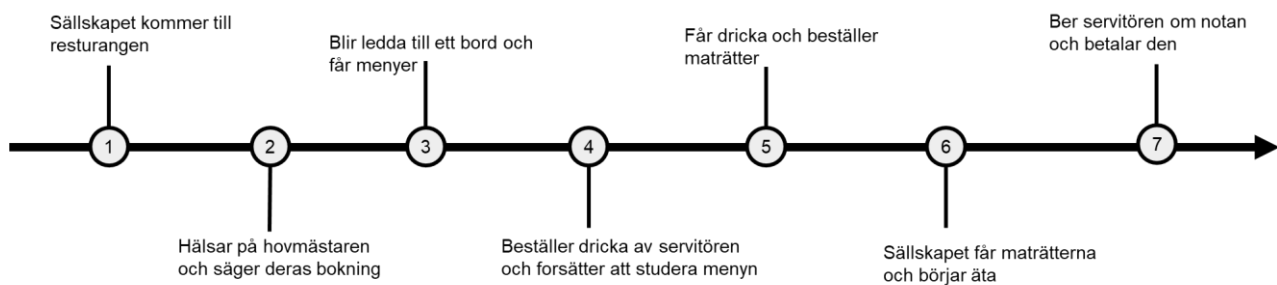 Sällskapet kommer till
resturangen
1
Hälsar på hovmästaren
och säger deras bokning
2
Blir ledda till ett bord och
får menyer
3
Beställer dricka av servitören
och forsätter att studera menyn
4
Får dricka och beställer
maträtter
5
Sällskapet får maträtterna
och börjar äta
6
Ber servitören om notan
och betalar den
7